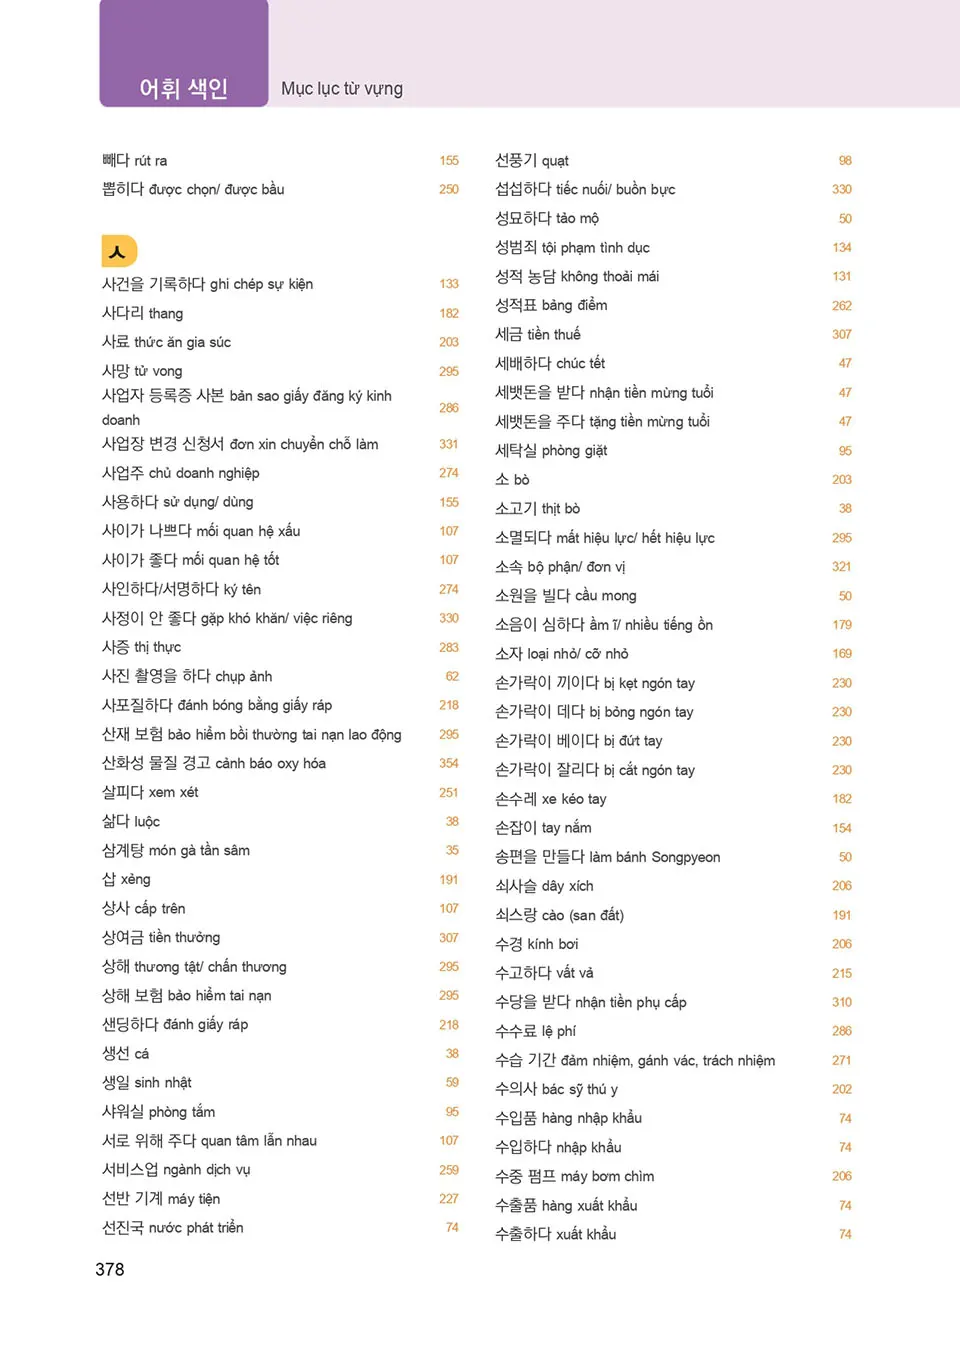 어휘 색인 Mục lục từ vựng
빼다 rút ra 155
뽑히다 được chọn/ được bầu 250
ㅅ
사건을 기록하다 ghi chép sự kiện 133
사다리 thang 182
사료 thức ăn gia súc 203
사망 tử vong 295
사업자 등록증 사본 bản sao giấy đăng ký kinh
doanh 286
사업장 변경 신청서 đơn xin chuyển chỗ làm 331
사업주 chủ doanh nghiệp 274
사용하다 sử dụng/ dùng 155
사이가 나쁘다 mối quan hệ xấu 107
사이가 좋다 mối quan hệ tốt 107
사인하다/서명하다 ký tên 274
사정이 안 좋다 gặp khó khăn/ việc riêng 330
사증 thị thực 283
사진 촬영을 하다 chụp ảnh 62
사포질하다 đánh bóng bằng giấy ráp 218
산재 보험 bảo hiểm bồi thường tai nạn lao động 295
산화성 물질 경고 cảnh báo oxy hóa 354
살피다 xem xét 251
삶다 luộc 38
삼계탕 món gà tần sâm 35
삽 xẻng 191
상사 cấp trên 107
상여금 tiền thưởng 307
상해 thương tật/ chấn thương 295
상해 보험 bảo hiểm tai nạn 295
샌딩하다 đánh giấy ráp 218
생선 cá 38
생일 sinh nhật 59
샤워실 phòng tắm 95
서로 위해 주다 quan tâm lẫn nhau 107
서비스업 ngành dịch vụ 259
선반 기계 máy tiện 227
선진국 nước phát triển 74
선풍기 quạt 98
섭섭하다 tiếc nuối/ buồn bực 330
성묘하다 tảo mộ 50
성범죄 tội phạm tình dục 134
성적 농담 không thoải mái 131
성적표 bảng điểm 262
세금 tiền thuế 307
세배하다 chúc tết 47
세뱃돈을 받다 nhận tiền mừng tuổi 47
세뱃돈을 주다 tặng tiền mừng tuổi 47
세탁실 phòng giặt 95
소 bò 203
소고기 thịt bò 38
소멸되다 mất hiệu lực/ hết hiệu lực 295
소속 bộ phận/ đơn vị 321
소원을 빌다 cầu mong 50
소음이 심하다 ầm ĩ/ nhiều tiếng ồn 179
소자 loại nhỏ/ cỡ nhỏ 169
손가락이 끼이다 bị kẹt ngón tay 230
손가락이 데다 bị bỏng ngón tay 230
손가락이 베이다 bị đứt tay 230
손가락이 잘리다 bị cắt ngón tay 230
손수레 xe kéo tay 182
손잡이 tay nắm 154
송편을 만들다 làm bánh Songpyeon 50
쇠사슬 dây xích 206
쇠스랑 cào (san đất) 191
수경 kính bơi 206
수고하다 vất vả 215
수당을 받다 nhận tiền phụ cấp 310
수수료 lệ phí 286
수습 기간 đảm nhiệm, gánh vác, trách nhiệm 271
수의사 bác sỹ thú y 202
수입품 hàng nhập khẩu 74
수입하다 nhập khẩu 74
수중 펌프 máy bơm chìm 206
수출품 hàng xuất khẩu 74
수출하다 xuất khẩu 74
378